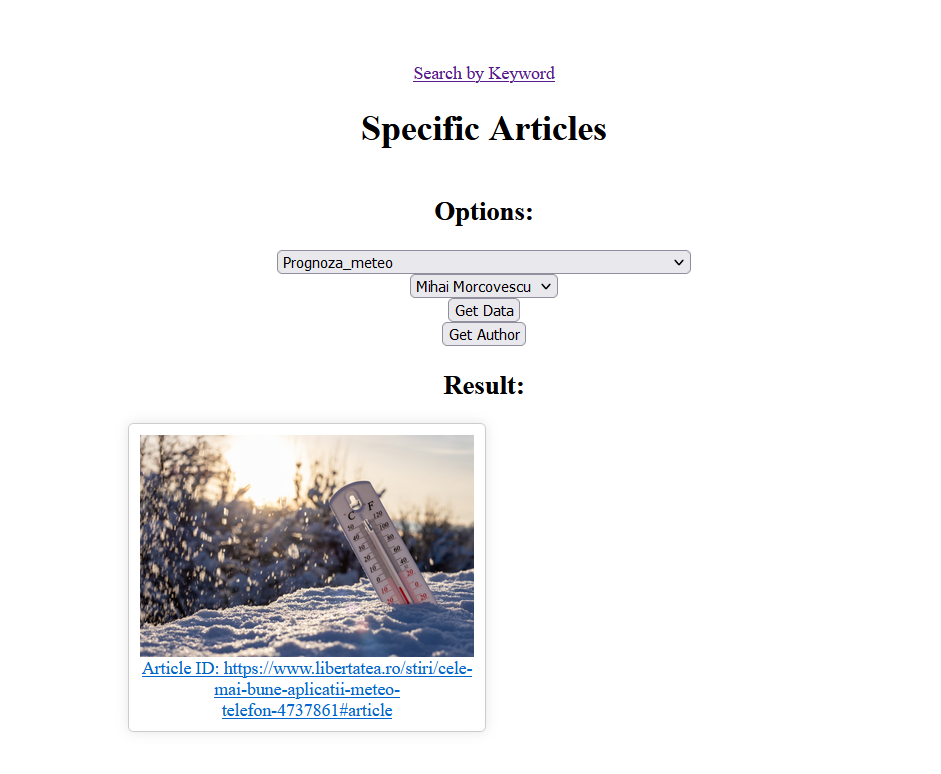 Search by Keyword
Specific Articles
Options:
Prognoza_meteo
Mihai Morcovescu
Get Data
Get Author
Result:
C F
Article ID: https://www.libertatea.ro/stiri/cele-
mai-bune-aplicatii-meteo-
telefon-4737861#article